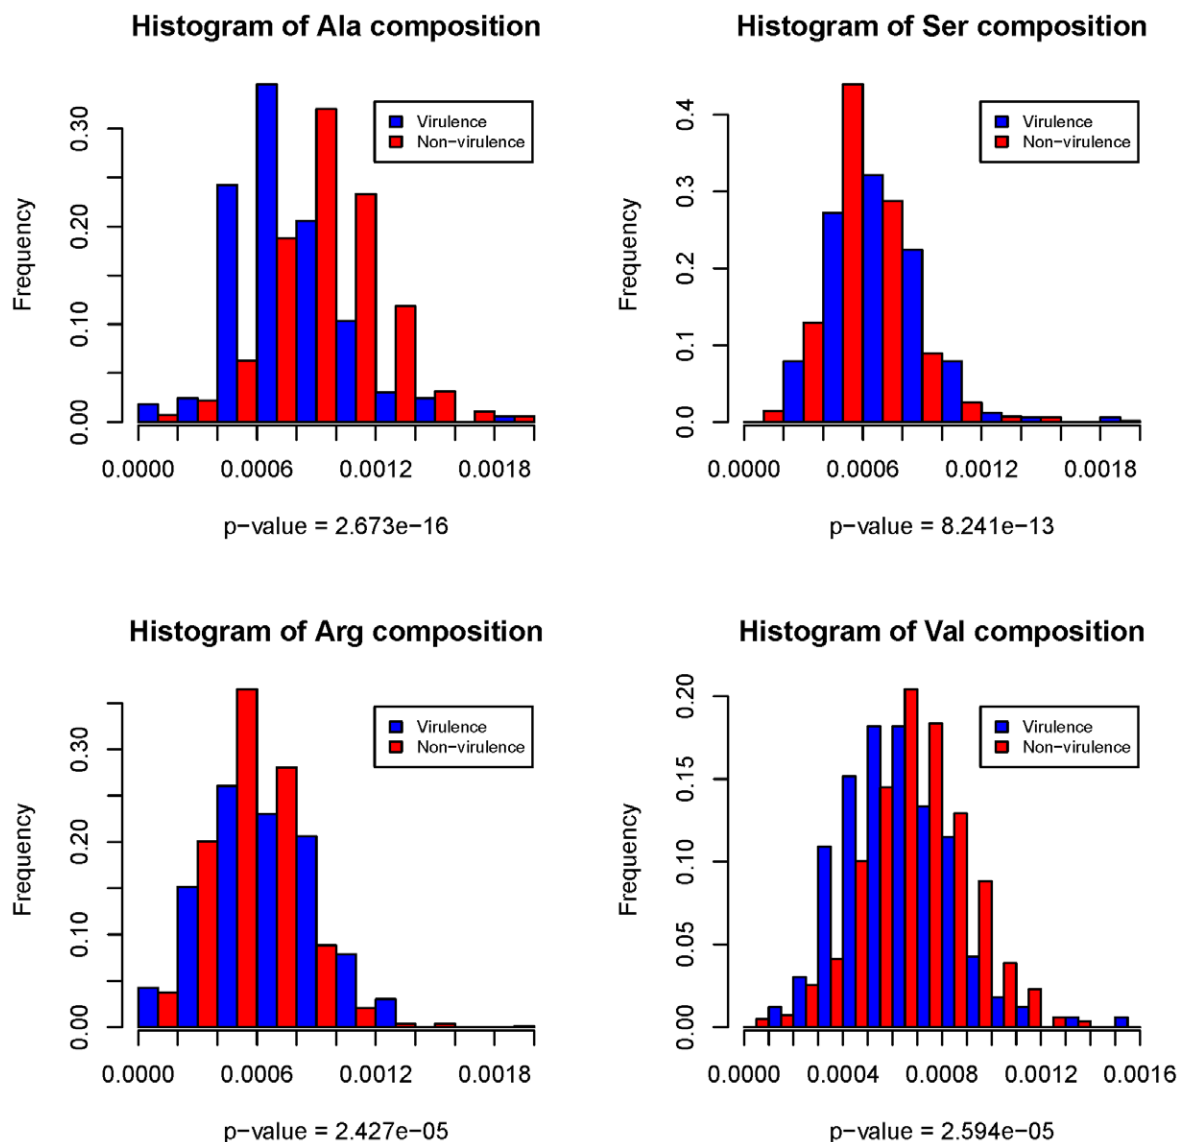 Histogram of Ala composition
Frequency
0.00 0.10 0.20 0.30
Virulence
Non−virulence
0.0000 0.0006 0.0012 0.0018
p−value = 2.673e−16
Histogram of Ser composition
Frequency
0.0 0.1 0.2 0.3 0.4
Virulence
Non−virulence
0.0000 0.0006 0.0012 0.0018
p−value = 8.241e−13
Histogram of Arg composition
Frequency
0.00 0.10 0.20 0.30
Virulence
Non−virulence
0.0000 0.0006 0.0012 0.0018
p−value = 2.427e−05
Histogram of Val composition
Frequency
0.00 0.05 0.10 0.15 0.20
Virulence
Non−virulence
0.0000 0.0004 0.0008 0.0012 0.0016
p−value = 2.594e−05